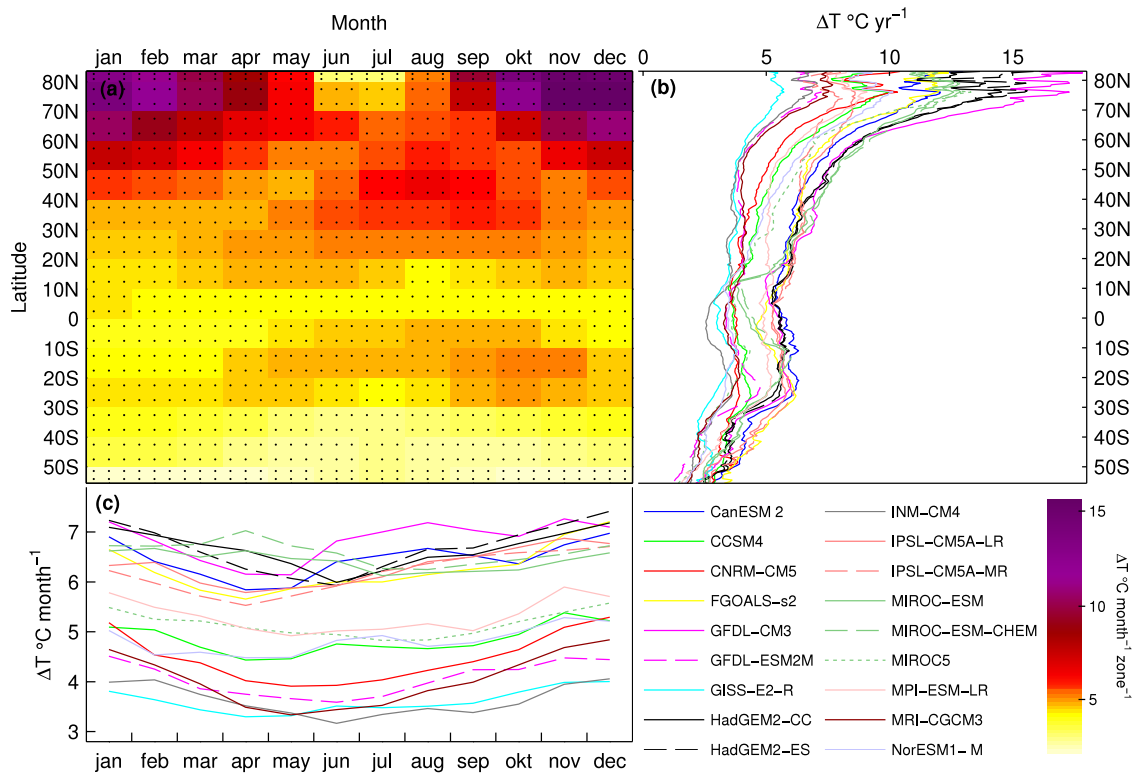 Month
jan feb mar apr may jun jul aug sep okt nov dec
ΔT °C yr⁻¹
0 5 10 15
(a)
(b)
Latitude
80N
70N
60N
50N
40N
30N
20N
10N
0
10S
20S
30S
40S
50S
80N
70N
60N
50N
40N
30N
20N
10N
0
10S
20S
30S
40S
50S
(c)
ΔT °C month⁻¹
7
6
5
4
3
jan feb mar apr may jun jul aug sep okt nov dec
CanESM 2
CCSM4
CNRM−CM5
FGOALS−s2
GFDL−CM3
GFDL−ESM2M
GISS−E2−R
HadGEM2−CC
HadGEM2−ES
INM−CM4
IPSL−CM5A−LR
IPSL−CM5A−MR
MIROC−ESM
MIROC−ESM−CHEM
MIROC5
MPI−ESM−LR
MRI−CGCM3
NorESM1− M
15
10
5
ΔT °C month⁻¹ zone⁻¹